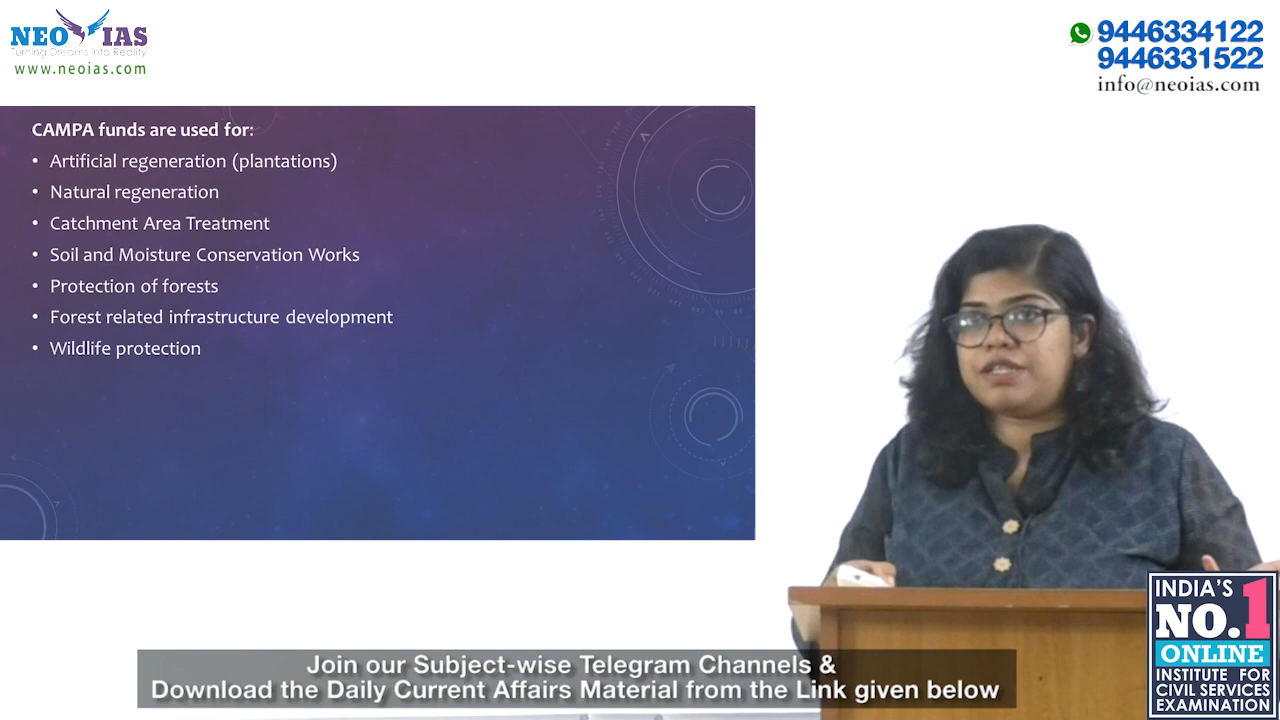 NEO IAS
Turning Dreams into Reality
www.neoias.com
9446334122
9446331522
info@neoias.com
CAMPA funds are used for:
• Artificial regeneration (plantations)
• Natural regeneration
• Catchment Area Treatment
• Soil and Moisture Conservation Works
• Protection of forests
• Forest related infrastructure development
• Wildlife protection
INDIA'S
NO.1
ONLINE
INSTITUTE FOR
CIVIL SERVICES
EXAMINATION
Join our Subject-wise Telegram Channels &
Download the Daily Current Affairs Material from the Link given below